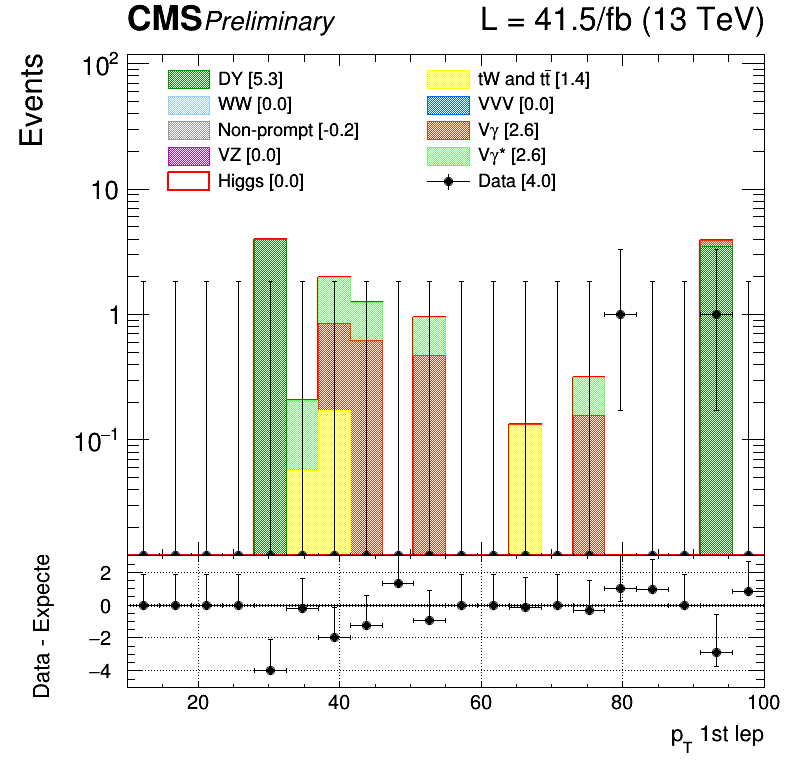 CMS Preliminary L = 41.5/fb (13 TeV)
Events
10²
10
1
10⁻¹
DY [5.3]
WW [0.0]
Non-prompt [-0.2]
VZ [0.0]
Higgs [0.0]
tW and tt̄ [1.4]
VVV [0.0]
Vγ [2.6]
Vγ* [2.6]
Data [4.0]
Data - Expecte
2
0
−2
−4
20 40 60 80 100
p_T 1st lep